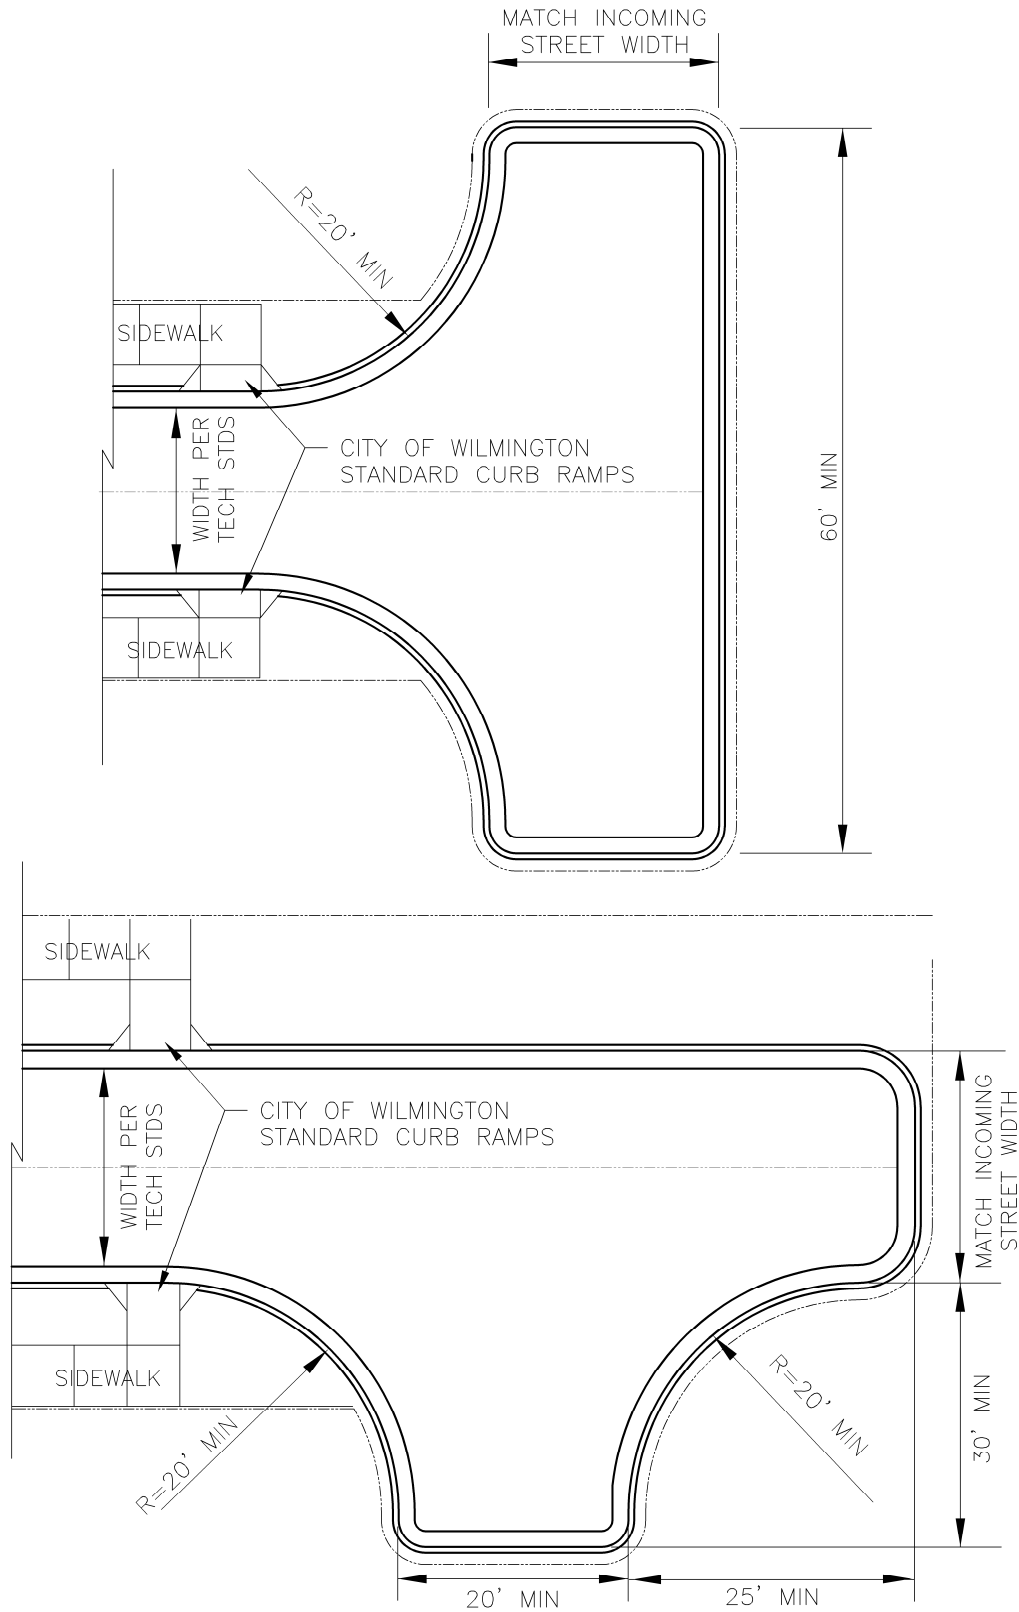 MATCH INCOMING
STREET WIDTH
R=20' MIN
SIDEWALK
WIDTH PER
TECH STDS
CITY OF WILMINGTON
STANDARD CURB RAMPS
60' MIN
SIDEWALK
SIDEWALK
WIDTH PER
TECH STDS
CITY OF WILMINGTON
STANDARD CURB RAMPS
MATCH INCOMING
STREET WIDTH
SIDEWALK
R=20' MIN
R=20' MIN
30' MIN
20' MIN
25' MIN